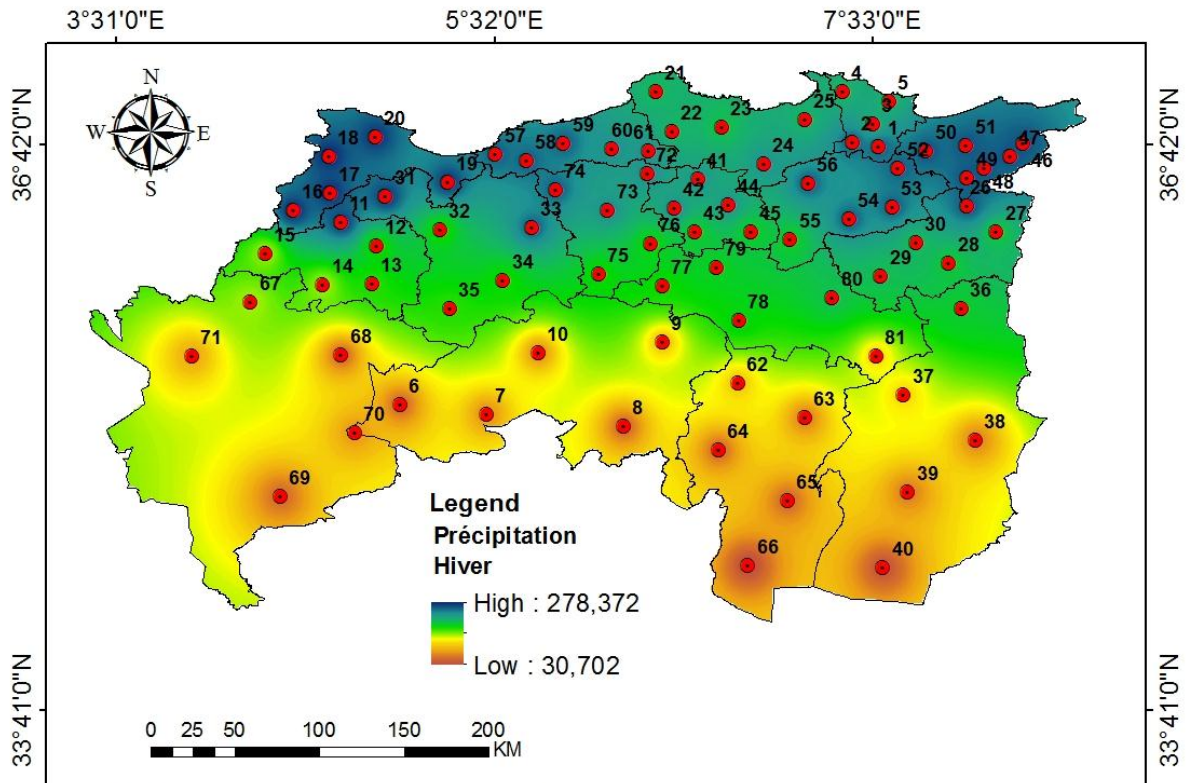 3°31'0"E 5°32'0"E 7°33'0"E
36°42'0"N 36°42'0"N
N
W E
S
21 4 5
20 59 22 23 25 3
18 57 58 60 61 2 1 50 51 47
19 72 41 24 52 49 46
17 31 74 56 26 48
16 11 73 42 44 54 53
32 33 43 45 55 30 27
15 12 76 79 28
14 13 34 75 77 29
67 35 80 36
78
71 68 10 9 81
6 7 62 37
70 8 63 38
64
69 65 39
66 40
Legend
Précipitation
Hiver
High : 278,372
Low : 30,702
33°41'0"N 33°41'0"N
0 25 50 100 150 200
KM